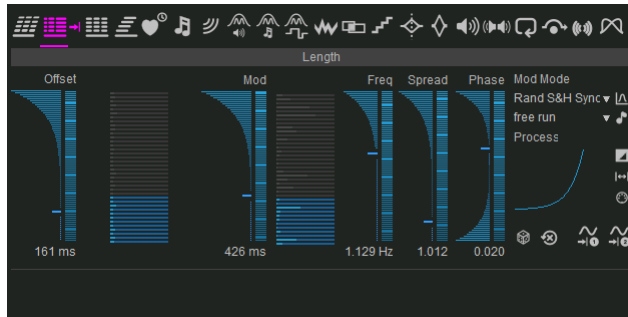 Length
Offset Mod Freq Spread Phase Mod Mode
Rand S&H Sync
free run
Process
161 ms 426 ms 1.129 Hz 1.012 0.020